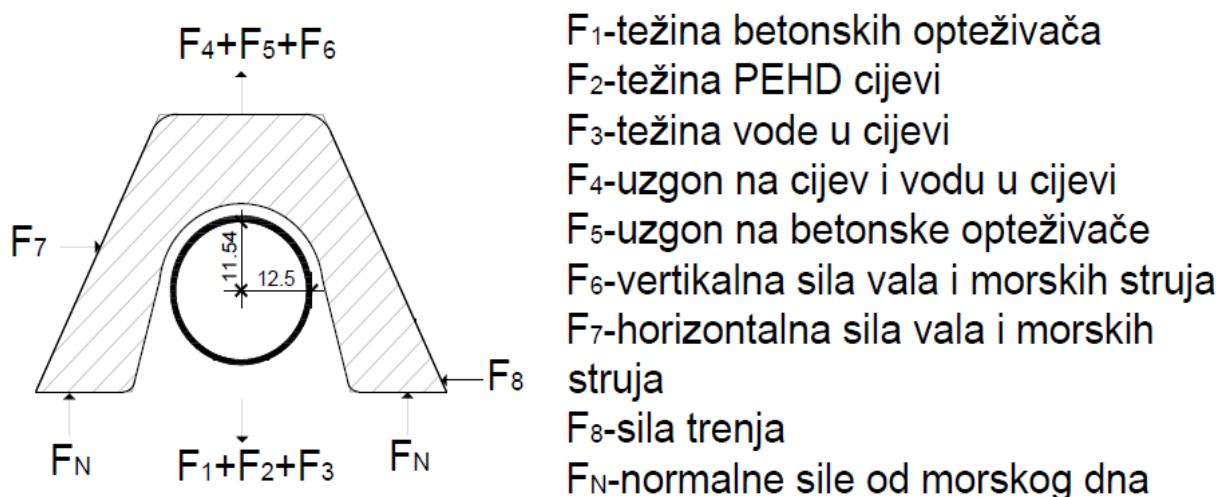 F4+F5+F6
F7
11.54
12.5
F8
FN
F1+F2+F3
FN
F1-težina betonskih opteživača
F2-težina PEHD cijevi
F3-težina vode u cijevi
F4-uzgon na cijev i vodu u cijevi
F5-uzgon na betonske opteživače
F6-vertikalna sila vala i morskih struja
F7-horizontalna sila vala i morskih
struja
F8-sila trenja
FN-normalne sile od morskog dna